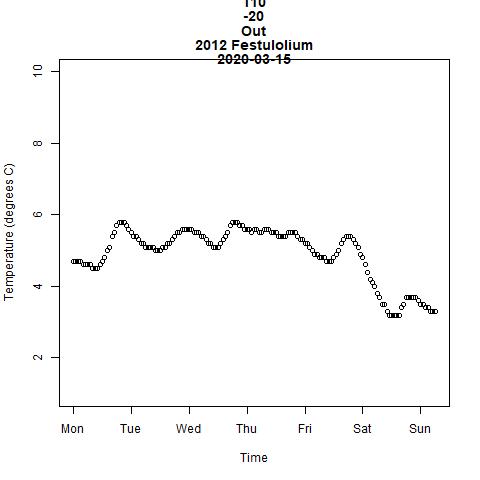 110
-20
Out
2012 Festulolium
2020-03-15
10
8
6
4
2
Temperature (degrees C)
Mon Tue Wed Thu Fri Sat Sun
Time